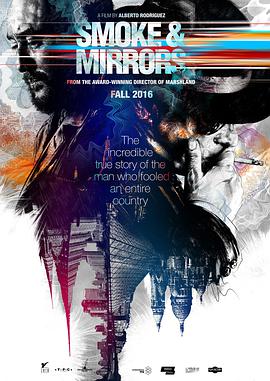 A FILM BY ALBERTO RODRIGUEZ
SMOKE &
MIRRORS
FROM THE AWARD-WINNING DIRECTOR OF MARSHLAND
FALL 2016
The
incredible
true story of the
man who fooled
an entire
country